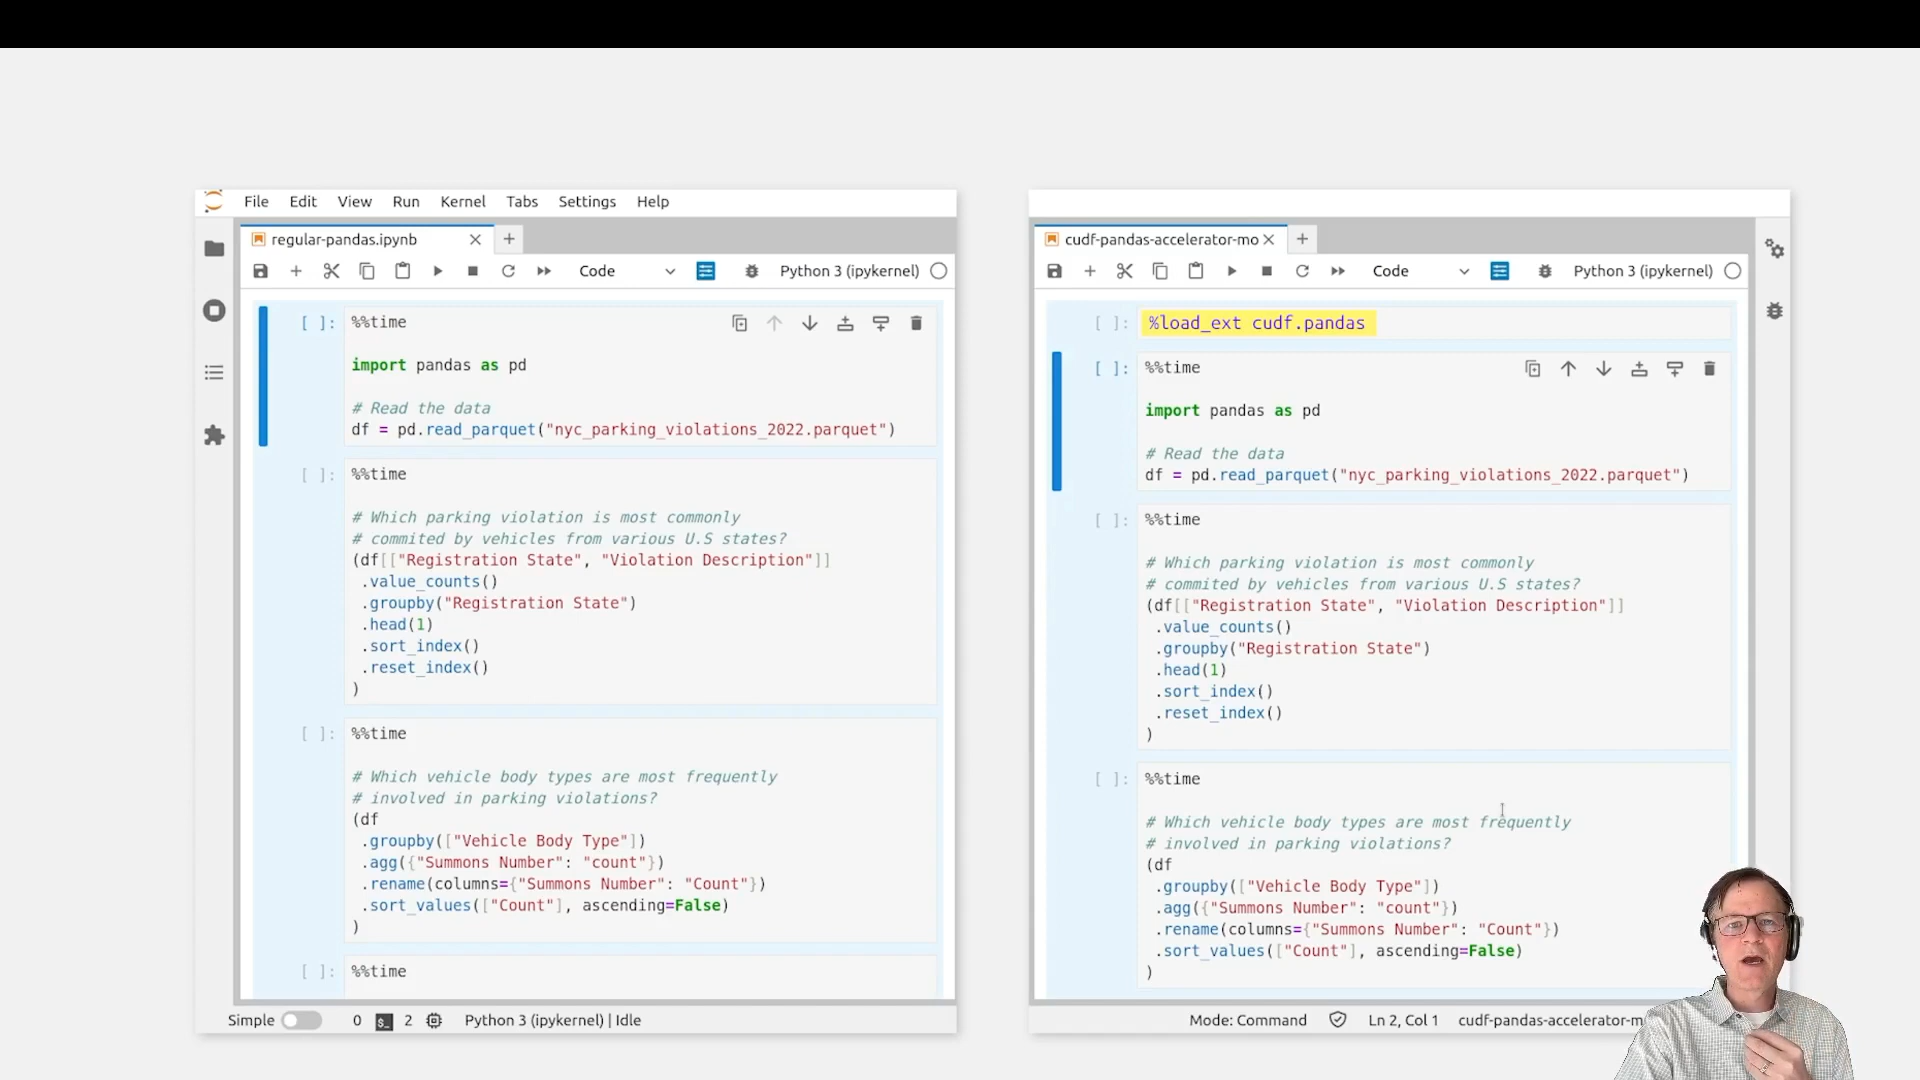 File Edit View Run Kernel Tabs Settings Help
regular-pandas.ipynb
Code Python 3 (ipykernel)
[ ]: %%time
import pandas as pd
# Read the data
df = pd.read_parquet("nyc_parking_violations_2022.parquet")
[ ]: %%time
# Which parking violation is most commonly
# commited by vehicles from various U.S states?
(df[["Registration State", "Violation Description"]]
.value_counts()
.groupby("Registration State")
.head(1)
.sort_index()
.reset_index()
)
[ ]: %%time
# Which vehicle body types are most frequently
# involved in parking violations?
(df
.groupby(["Vehicle Body Type"])
.agg({"Summons Number": "count"})
.rename(columns={"Summons Number": "Count"})
.sort_values(["Count"], ascending=False)
)
[ ]: %%time
Simple 0 $_ 2 Python 3 (ipykernel) | Idle
cudf-pandas-accelerator-mo
Code Python 3 (ipykernel)
[ ]: %load_ext cudf.pandas
[ ]: %%time
import pandas as pd
# Read the data
df = pd.read_parquet("nyc_parking_violations_2022.parquet")
[ ]: %%time
# Which parking violation is most commonly
# commited by vehicles from various U.S states?
(df[["Registration State", "Violation Description"]]
.value_counts()
.groupby("Registration State")
.head(1)
.sort_index()
.reset_index()
)
[ ]: %%time
# Which vehicle body types are most frequently
# involved in parking violations?
(df
.groupby(["Vehicle Body Type"])
.agg({"Summons Number": "count"})
.rename(columns={"Summons Number": "Count"})
.sort_values(["Count"], ascending=False)
)
Mode: Command Ln 2, Col 1 cudf-pandas-accelerator-m